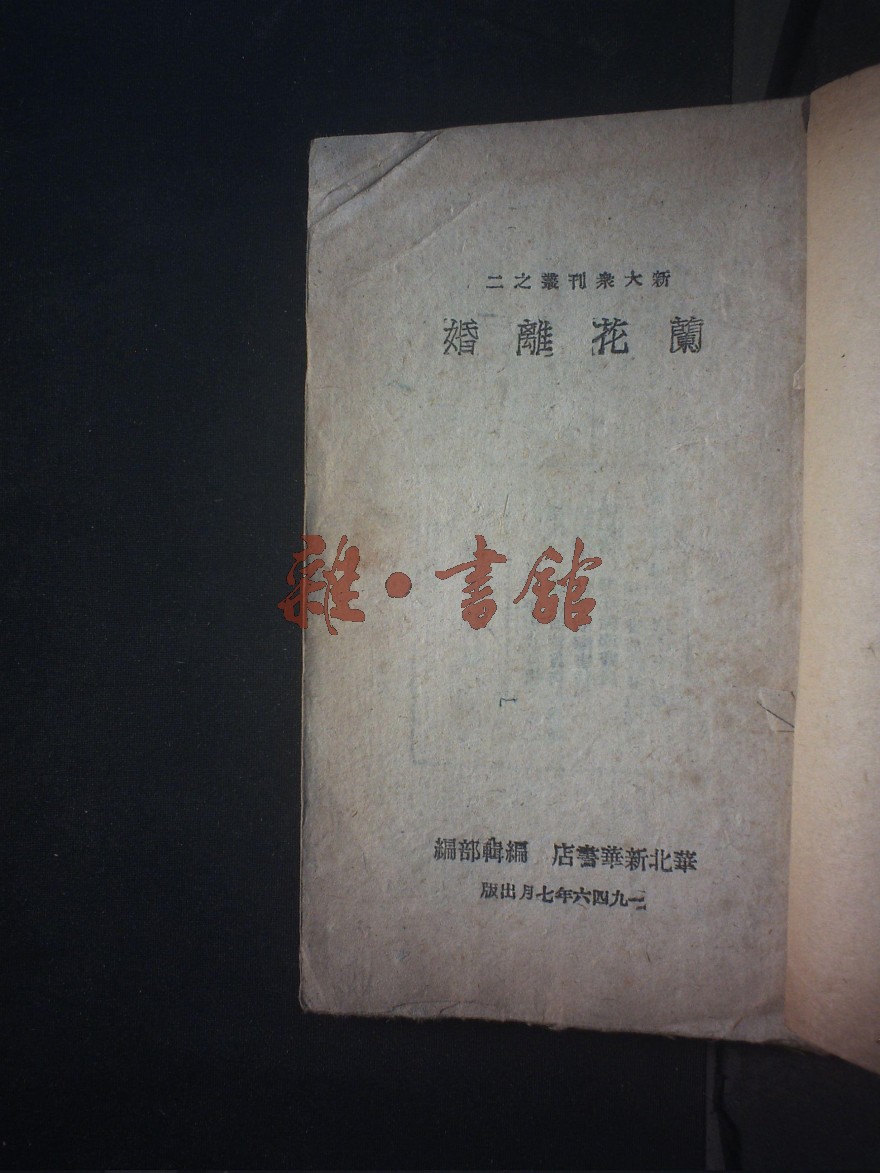 新大衆刊叢之二
蘭花離婚
雜·書館
華北新華書店 編輯部編
一九四六年七月出版